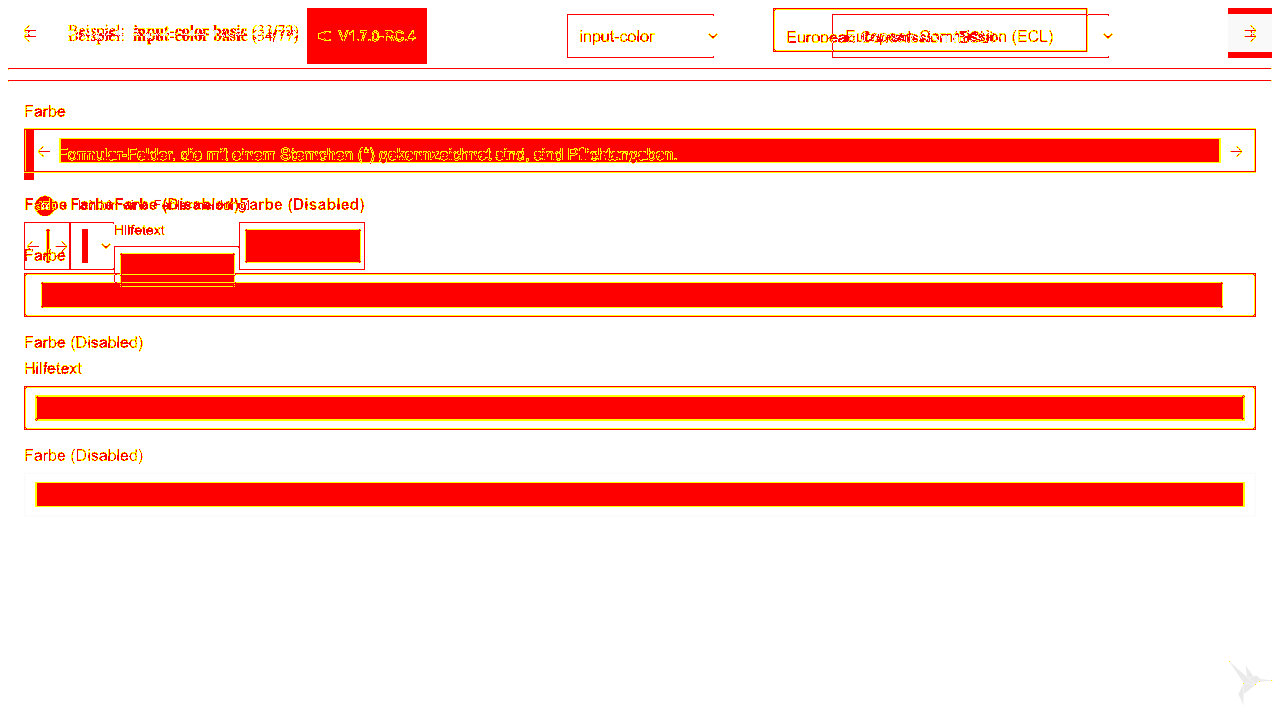 Beispiel: input-color basic
V1.7.0-RC.4
input-color
European Commission (ECL)
Farbe
Formular-Felder, die mit einem Sternchen (*) gekennzeichnet sind, sind Pflichtangaben.
Farbe Farbe Farbe (Disabled) Farbe (Disabled)
Hilfetext
Farbe
Farbe (Disabled)
Hilfetext
Farbe (Disabled)